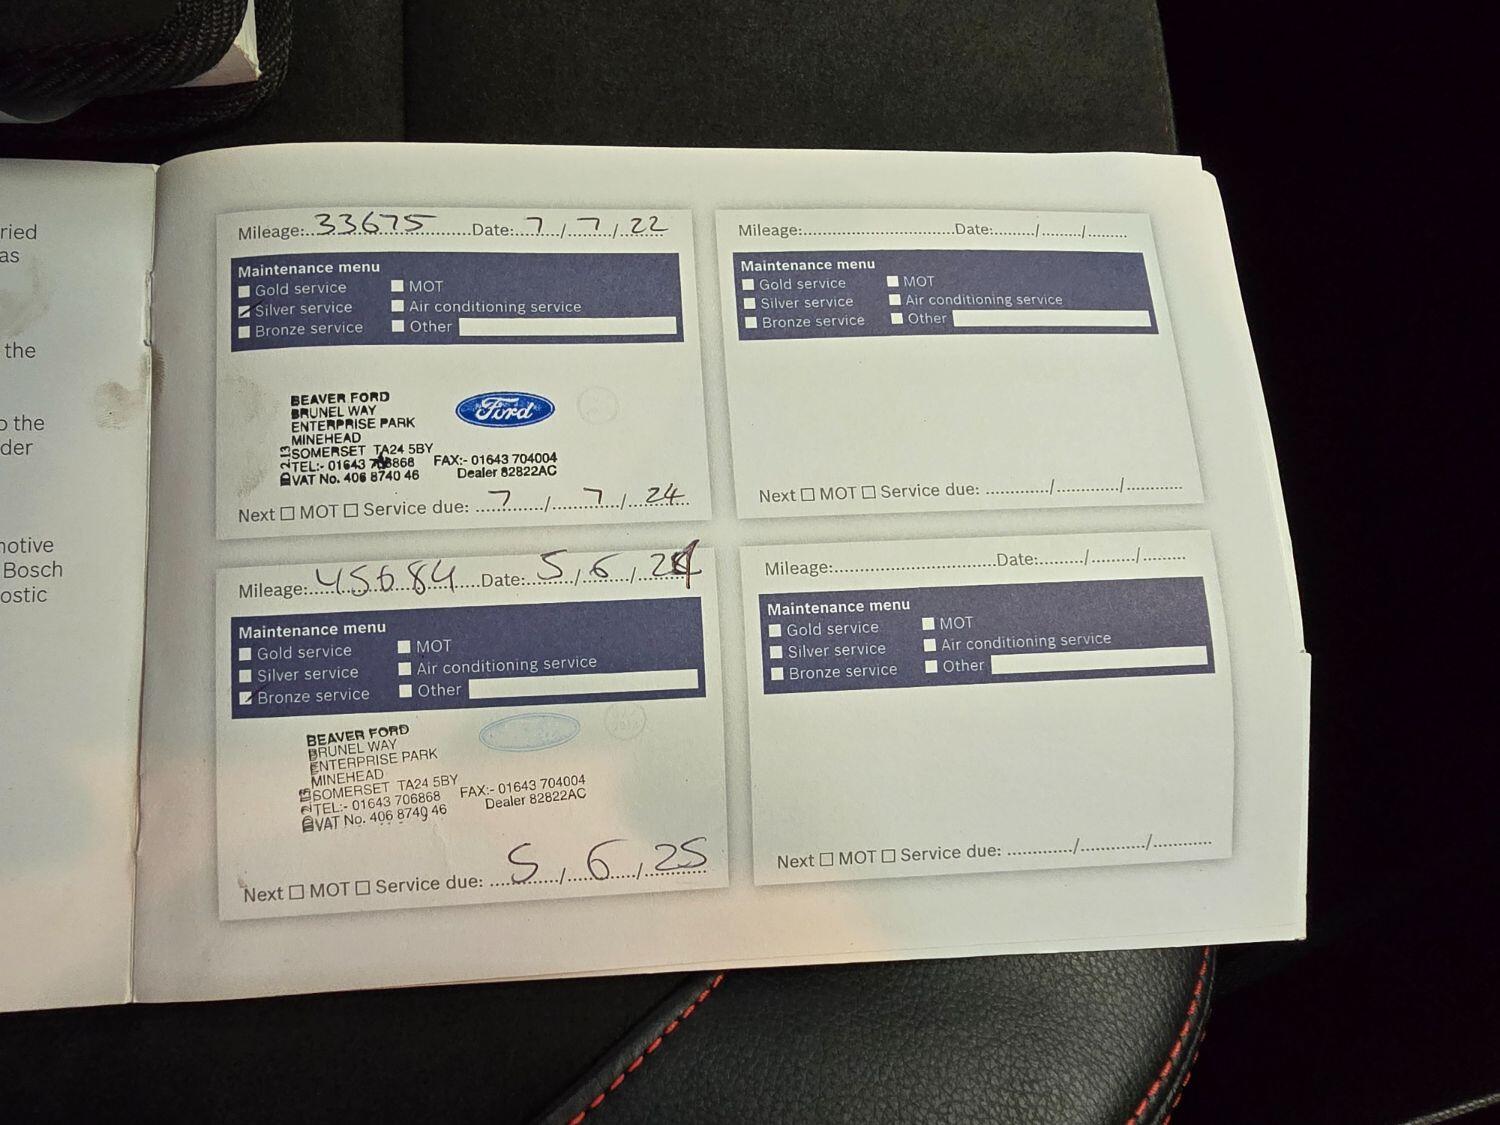 ried
as
the
o the
der
notive
Bosch
ostic
Mileage: 33675 Date: 7/7/22
Maintenance menu
Gold service MOT
Silver service Air conditioning service
Bronze service Other
BEAVER FORD
BRUNEL WAY
ENTERPRISE PARK
MINEHEAD
SOMERSET TA24 5BY
TEL:- 01643 706868 FAX:- 01643 704004
VAT No. 406 8740 46 Dealer 82822AC
Ford
Next MOT Service due: 7/7/24
Mileage: 45684 Date: 5/6/24
Maintenance menu
Gold service MOT
Silver service Air conditioning service
Bronze service Other
BEAVER FORD
BRUNEL WAY
ENTERPRISE PARK
MINEHEAD
SOMERSET TA24 5BY
TEL:- 01643 706868 FAX:- 01643 704004
VAT No. 406 8740 46 Dealer 82822AC
Next MOT Service due: 5/6/25
Mileage: Date: / /
Maintenance menu
Gold service MOT
Silver service Air conditioning service
Bronze service Other
Next MOT Service due: / /
Mileage: Date: / /
Maintenance menu
Gold service MOT
Silver service Air conditioning service
Bronze service Other
Next MOT Service due: / /